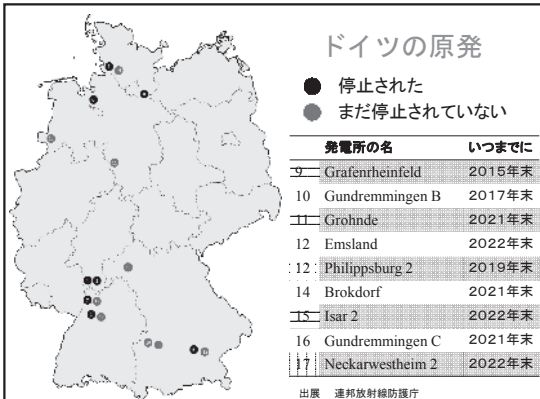 ドイツの原発
停止された
まだ停止されていない
発電所の名 いつまでに
9 Grafenrheinfeld 2015年末
10 Gundremmingen B 2017年末
11 Grohnde 2021年末
12 Emsland 2022年末
12 Philippsburg 2 2019年末
14 Brokdorf 2021年末
15 Isar 2 2022年末
16 Gundremmingen C 2021年末
17 Neckarwestheim 2 2022年末
出展 連邦放射線防護庁